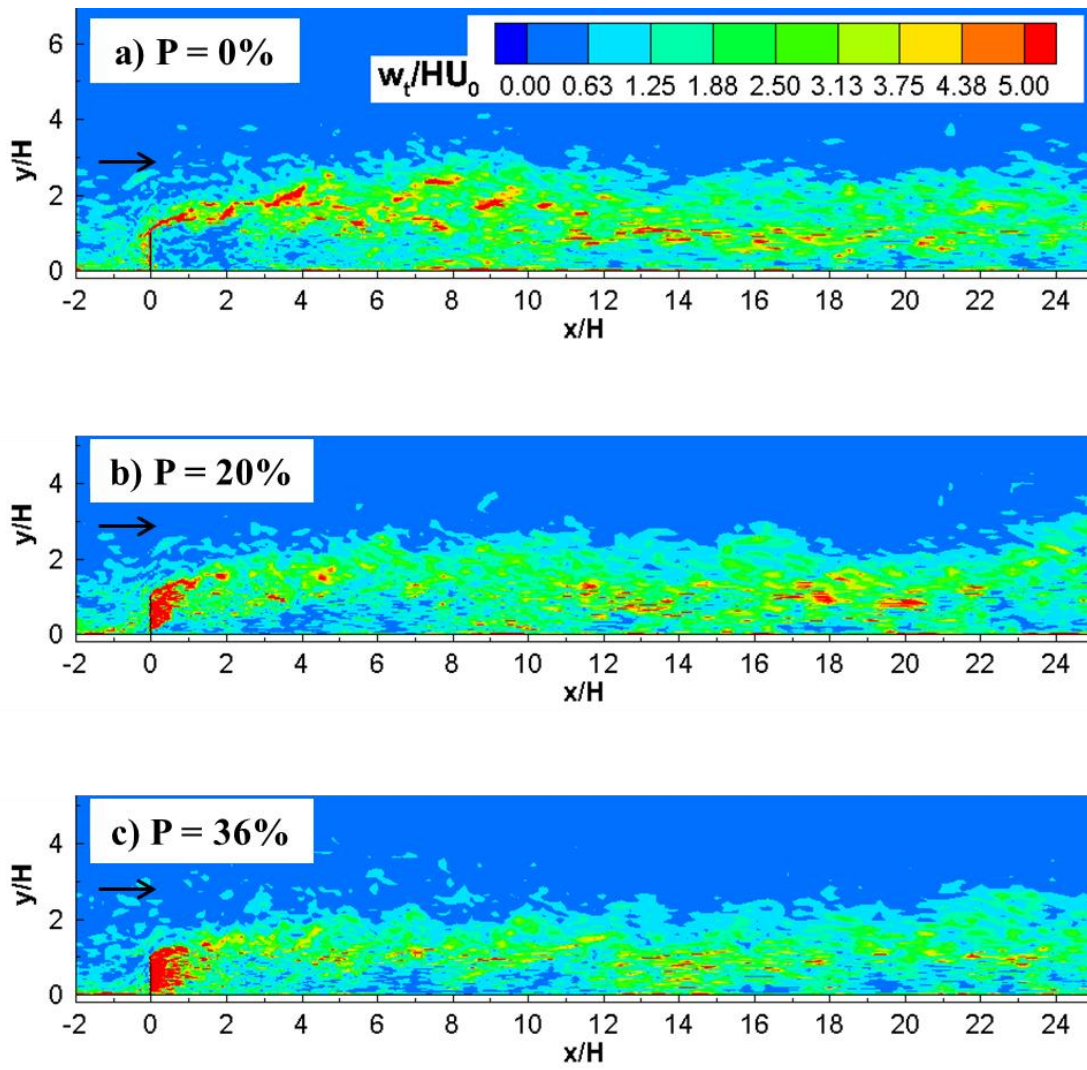 a) P = 0%
w_t/HU_0
0.00 0.63 1.25 1.88 2.50 3.13 3.75 4.38 5.00
y/H
6
4
2
0
-2 0 2 4 6 8 10 12 14 16 18 20 22 24
x/H
b) P = 20%
y/H
4
2
0
-2 0 2 4 6 8 10 12 14 16 18 20 22 24
x/H
c) P = 36%
y/H
4
2
0
-2 0 2 4 6 8 10 12 14 16 18 20 22 24
x/H